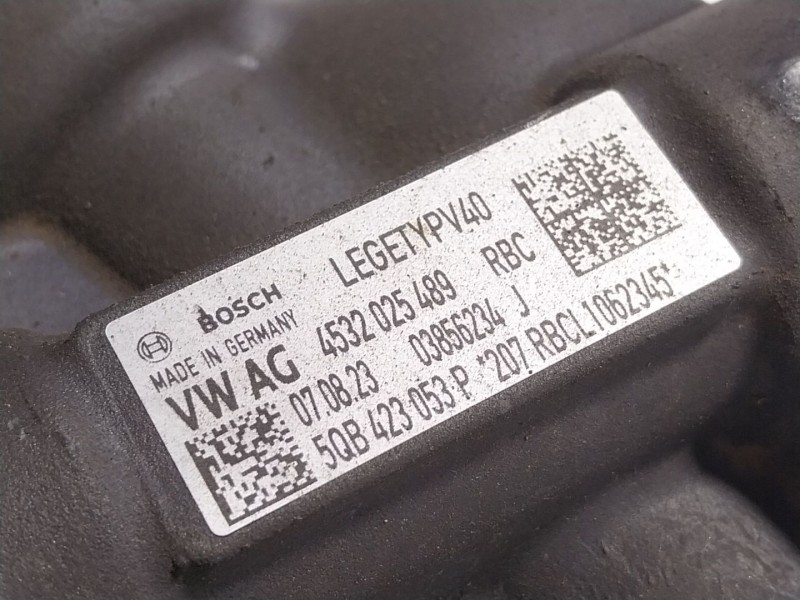 BOSCH LEGETYPV40
MADE IN GERMANY 4532 025 489 RBC
VW AG 07.08.23 03856234 J
5QB 423 053 P *207 RBCL1062345*